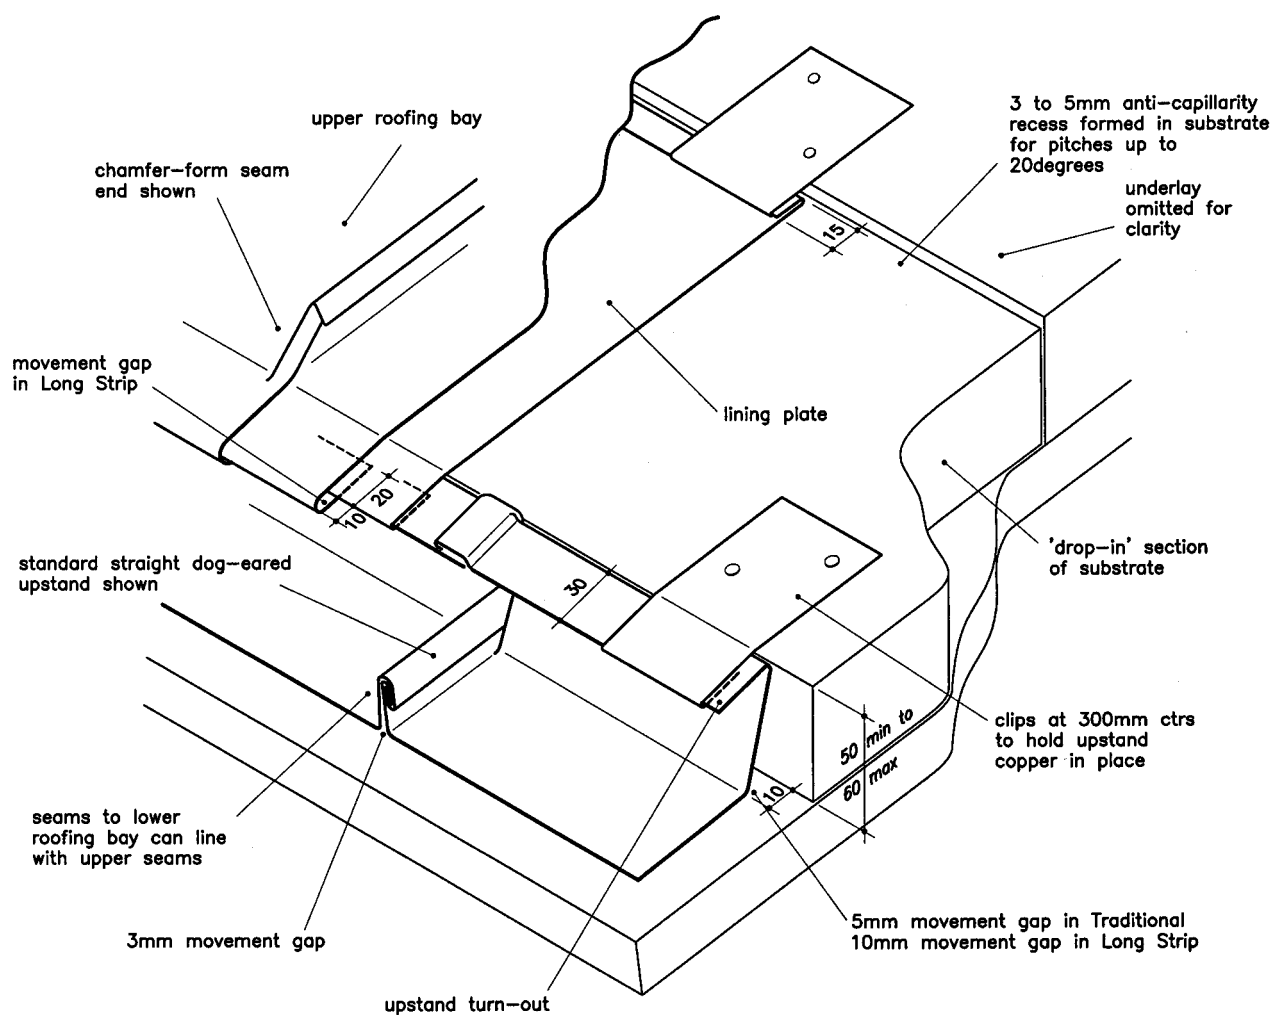 upper roofing bay
chamfer-form seam
end shown
3 to 5mm anti-capillarity
recess formed in substrate
for pitches up to
20degrees
underlay
omitted for
clarity
15
movement gap
in Long Strip
lining plate
20
10
standard straight dog-eared
upstand shown
30
'drop-in' section
of substrate
clips at 300mm ctrs
to hold upstand
copper in place
50 min to
60 max
10
seams to lower
roofing bay can line
with upper seams
3mm movement gap
5mm movement gap in Traditional
10mm movement gap in Long Strip
upstand turn-out